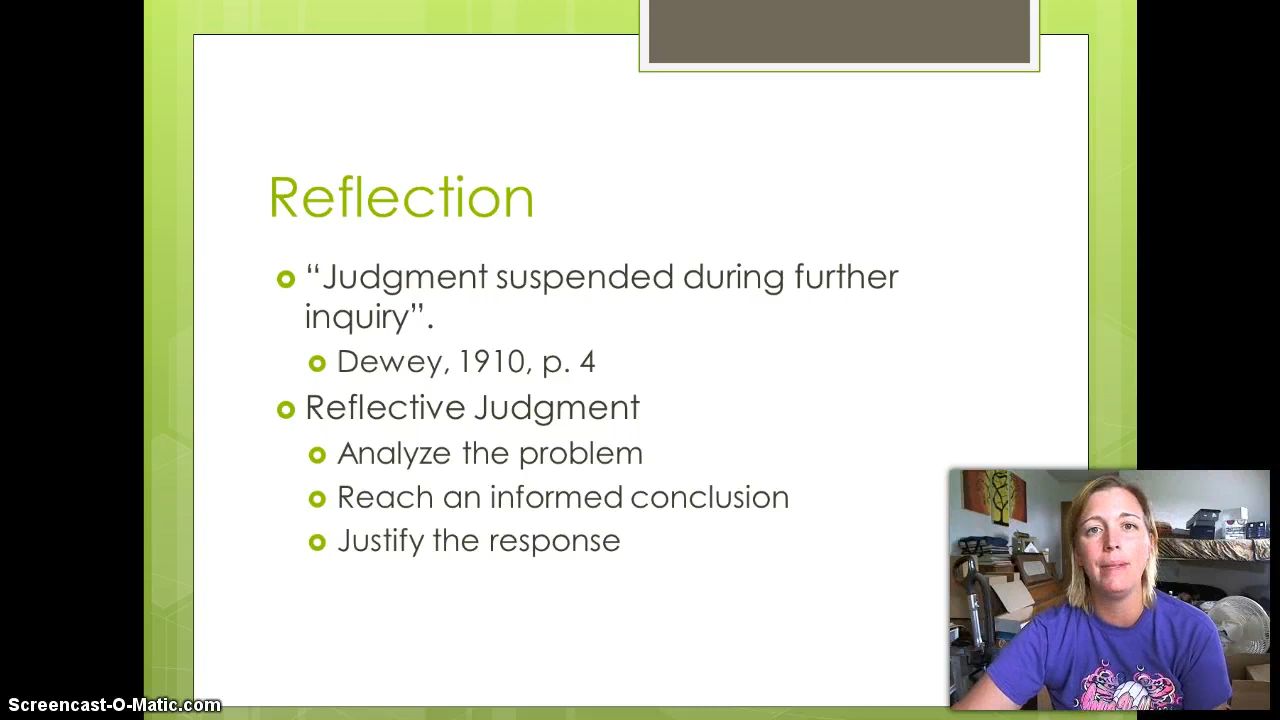 Reflection
“Judgment suspended during further
inquiry”.
Dewey, 1910, p. 4
Reflective Judgment
Analyze the problem
Reach an informed conclusion
Justify the response
Screencast-O-Matic.com